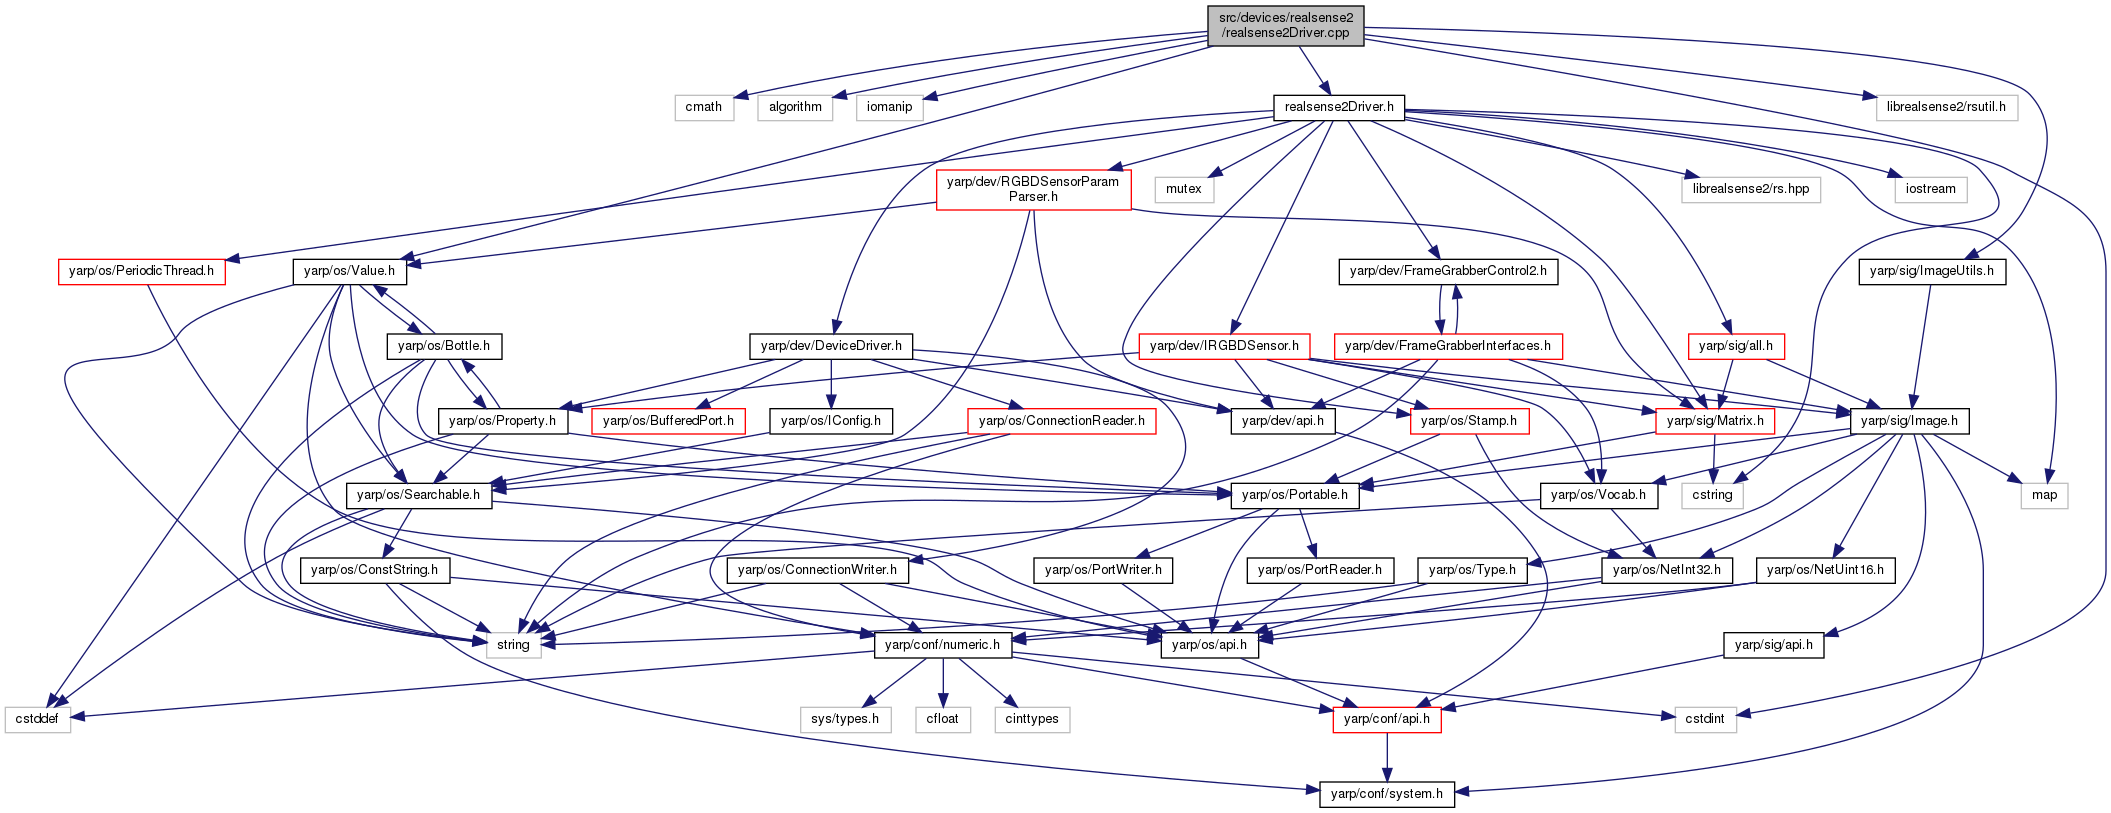 src/devices/realsense2
/realsense2Driver.cpp
cmath
algorithm
iomanip
realsense2Driver.h
librealsense2/rsutil.h
yarp/dev/RGBDSensorParam
Parser.h
mutex
librealsense2/rs.hpp
iostream
yarp/os/PeriodicThread.h
yarp/os/Value.h
yarp/dev/FrameGrabberControl2.h
yarp/sig/ImageUtils.h
yarp/os/Bottle.h
yarp/dev/DeviceDriver.h
yarp/dev/IRGBDSensor.h
yarp/dev/FrameGrabberInterfaces.h
yarp/sig/all.h
yarp/os/Property.h
yarp/os/BufferedPort.h
yarp/os/IConfig.h
yarp/os/ConnectionReader.h
yarp/dev/api.h
yarp/os/Stamp.h
yarp/sig/Matrix.h
yarp/sig/Image.h
yarp/os/Searchable.h
yarp/os/Portable.h
yarp/os/Vocab.h
cstring
map
yarp/os/ConstString.h
yarp/os/ConnectionWriter.h
yarp/os/PortWriter.h
yarp/os/PortReader.h
yarp/os/Type.h
yarp/os/NetInt32.h
yarp/os/NetUint16.h
string
yarp/conf/numeric.h
yarp/os/api.h
yarp/sig/api.h
cstddef
sys/types.h
cfloat
cinttypes
yarp/conf/api.h
cstdint
yarp/conf/system.h